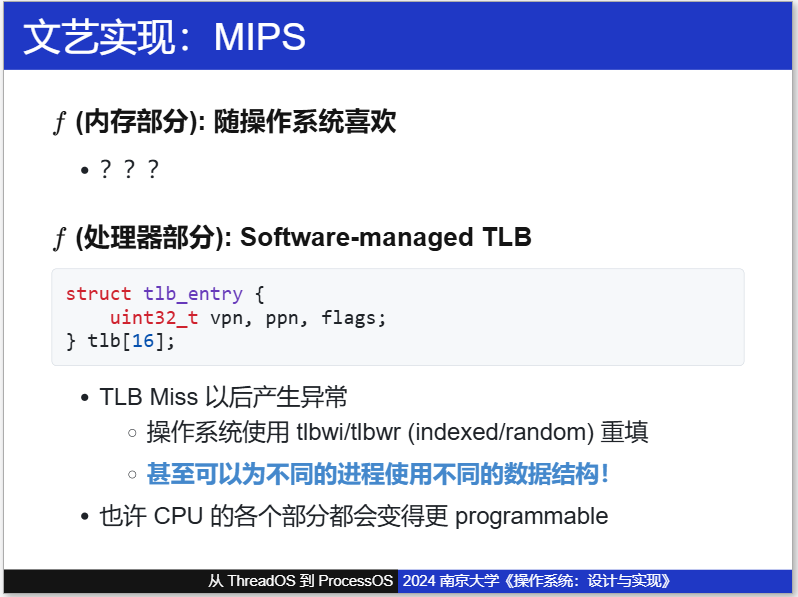 文艺实现：MIPS
f (内存部分): 随操作系统喜欢
• ？？？
f (处理器部分): Software-managed TLB
struct tlb_entry {
    uint32_t vpn, ppn, flags;
} tlb[16];
• TLB Miss 以后产生异常
◦ 操作系统使用 tlbwi/tlbwr (indexed/random) 重填
◦ 甚至可以为不同的进程使用不同的数据结构！
• 也许 CPU 的各个部分都会变得更 programmable
从 ThreadOS 到 ProcessOS 2024 南京大学《操作系统：设计与实现》